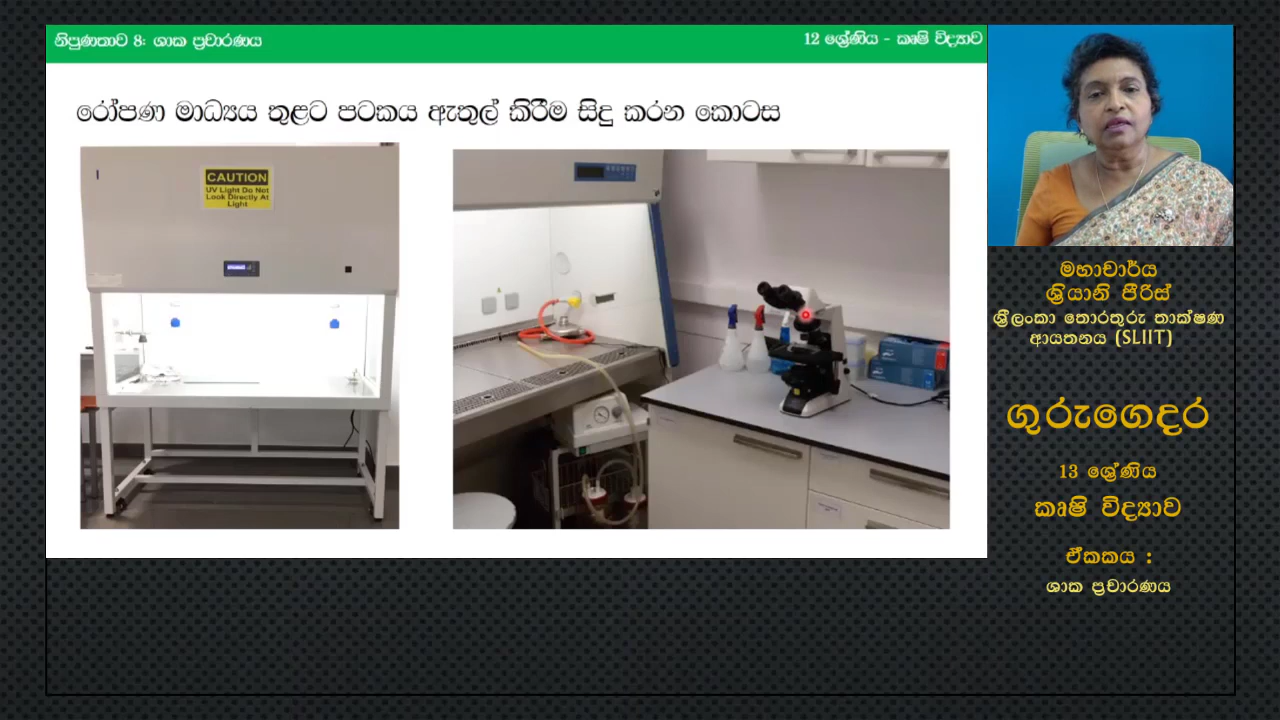 නිපුණතාව 8: ශාක ප්‍රචාරණය
12 ශ්‍රේණිය - කෘෂි විද්‍යාව
රෝපණ මාධ්‍යය තුළට පටකය ඇතුල් කිරීම සිදු කරන කොටස
CAUTION
UV Light Do Not
Look Directly At
Light
මහාචාර්ය
ශ්‍රියානි පීරිස්
ශ්‍රී ලංකා තොරතුරු තාක්ෂණ
ආයතනය (SLIIT)
ගුරුගෙදර
13 ශ්‍රේණිය
කෘෂි විද්‍යාව
ඒකකය :
ශාක ප්‍රචාරණය